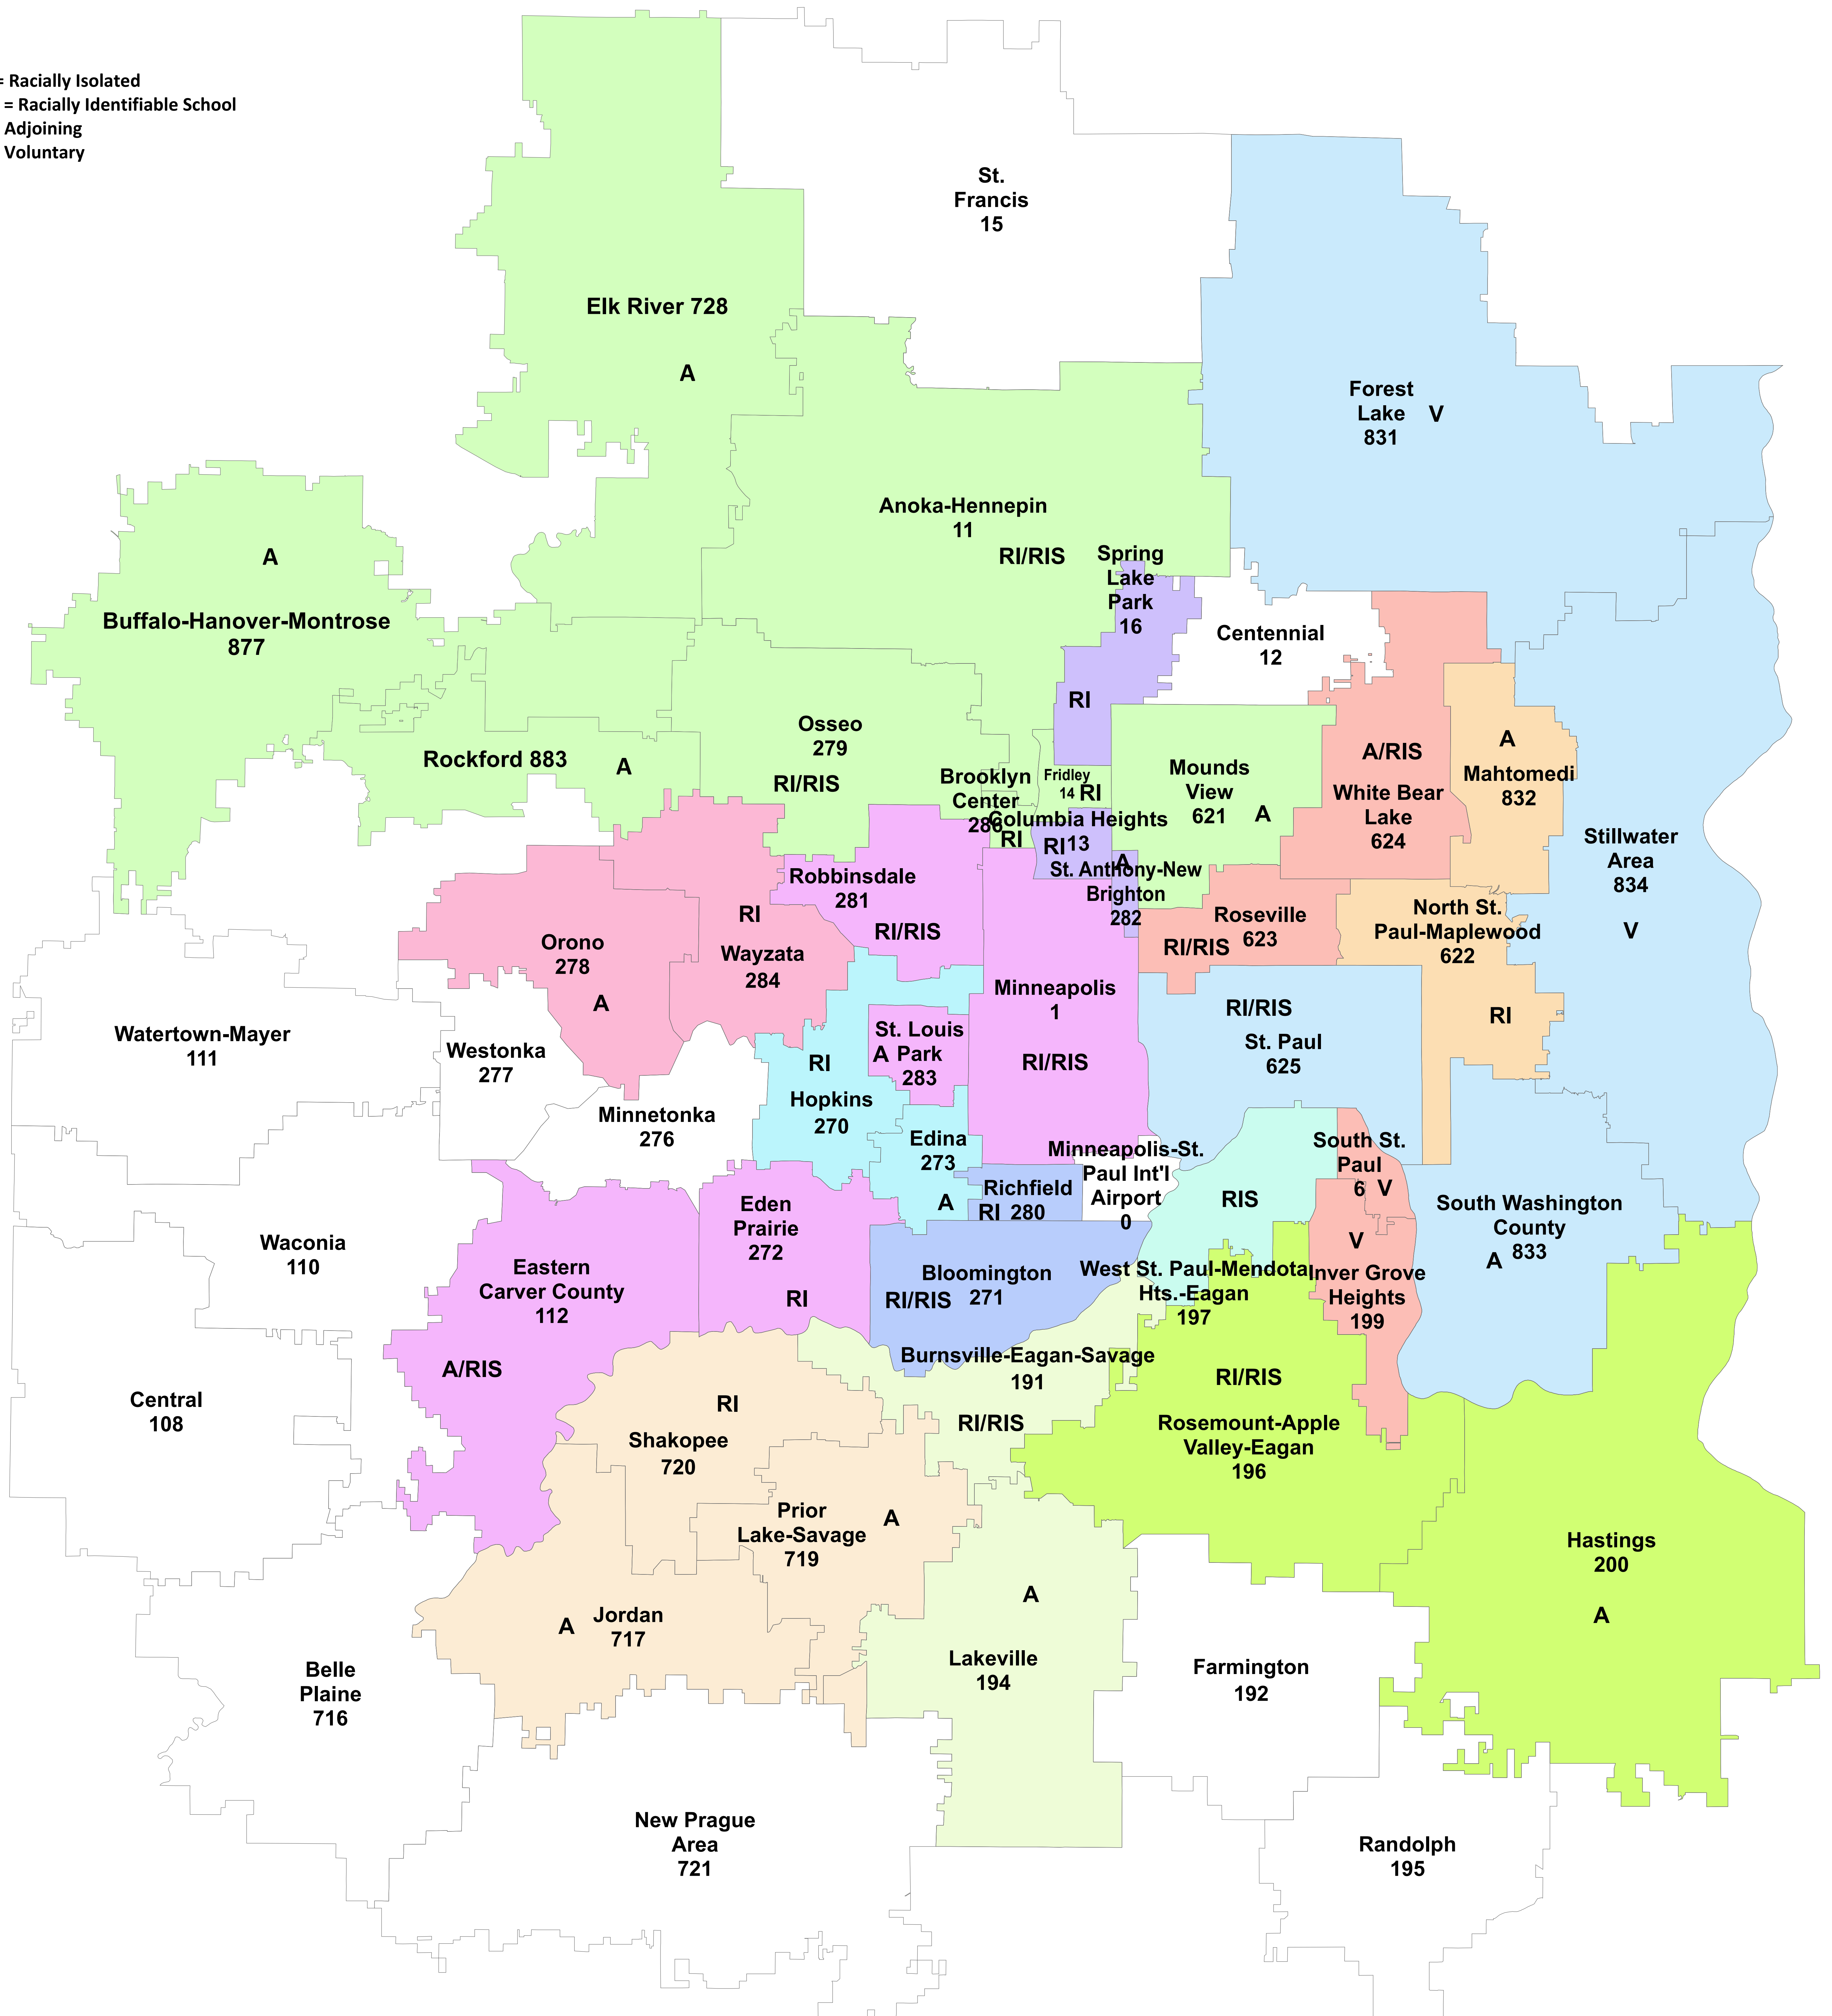 = Racially Isolated
= Racially Identifiable School
Adjoining
Voluntary
St.
Francis
15
Elk River 728
A
Forest
Lake V
831
Anoka-Hennepin
11
RI/RIS
Spring
Lake
Park
16
RI
A
Buffalo-Hanover-Montrose
877
Centennial
12
Osseo
279
RI/RIS
Rockford 883
A
Brooklyn
Center
286
RI
Fridley
14 RI
Columbia Heights
RI 13
Mounds
View
621
A
A/RIS
White Bear
Lake
624
A
Mahtomedi
832
Stillwater
Area
834
V
A
St. Anthony-New
Brighton
282
Robbinsdale
281
RI/RIS
RI
Wayzata
284
Orono
278
A
Roseville
RI/RIS 623
North St.
Paul-Maplewood
622
RI
Minneapolis
1
RI/RIS
RI/RIS
St. Paul
625
Watertown-Mayer
111
Westonka
277
Minnetonka
276
RI
Hopkins
270
St. Louis
A Park
283
Edina
273
A
Richfield
RI 280
Minneapolis-St.
Paul Int'l
Airport
0
South St.
Paul
6 V
RIS
West St. Paul-Mendota
Hts.-Eagan
197
V
Inver Grove
Heights
199
South Washington
County
A 833
Waconia
110
Eastern
Carver County
112
A/RIS
Eden
Prairie
272
RI
Bloomington
RI/RIS 271
Burnsville-Eagan-Savage
191
RI/RIS
RI/RIS
Rosemount-Apple
Valley-Eagan
196
Central
108
RI
Shakopee
720
Prior
Lake-Savage
719
A
Hastings
200
A
A Jordan
717
A
Lakeville
194
Farmington
192
Belle
Plaine
716
New Prague
Area
721
Randolph
195